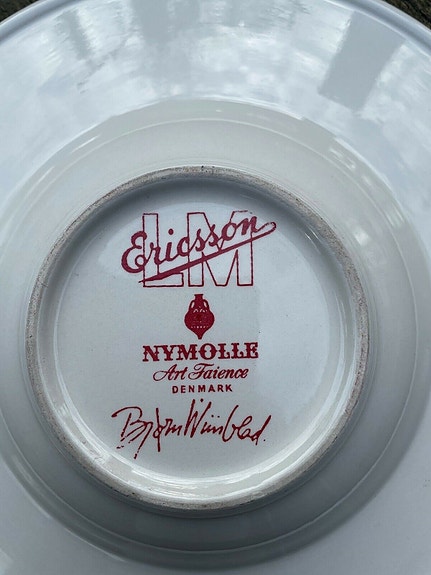 LM
Ericsson
NYMOLLE
Art Faience
DENMARK
Bjørn Wiinblad.